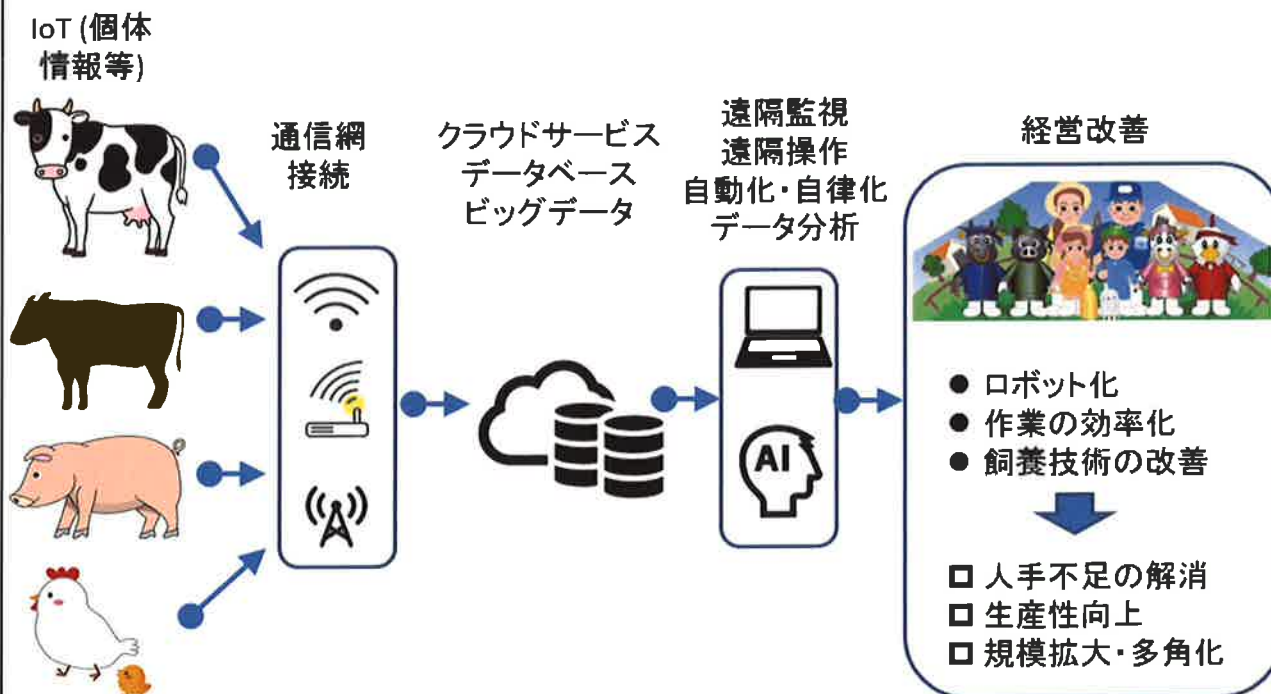 IoT (個体
情報等)
通信網
接続
クラウドサービス
データベース
ビッグデータ
遠隔監視
遠隔操作
自動化・自律化
データ分析
経営改善
AI
● ロボット化
● 作業の効率化
● 飼養技術の改善
□ 人手不足の解消
□ 生産性向上
□ 規模拡大・多角化